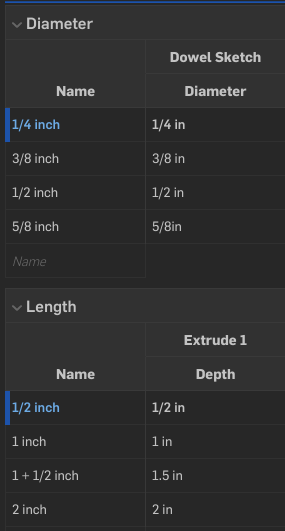 Diameter
Dowel Sketch
Name Diameter
1/4 inch 1/4 in
3/8 inch 3/8 in
1/2 inch 1/2 in
5/8 inch 5/8in
Name
Length
Extrude 1
Name Depth
1/2 inch 1/2 in
1 inch 1 in
1 + 1/2 inch 1.5 in
2 inch 2 in